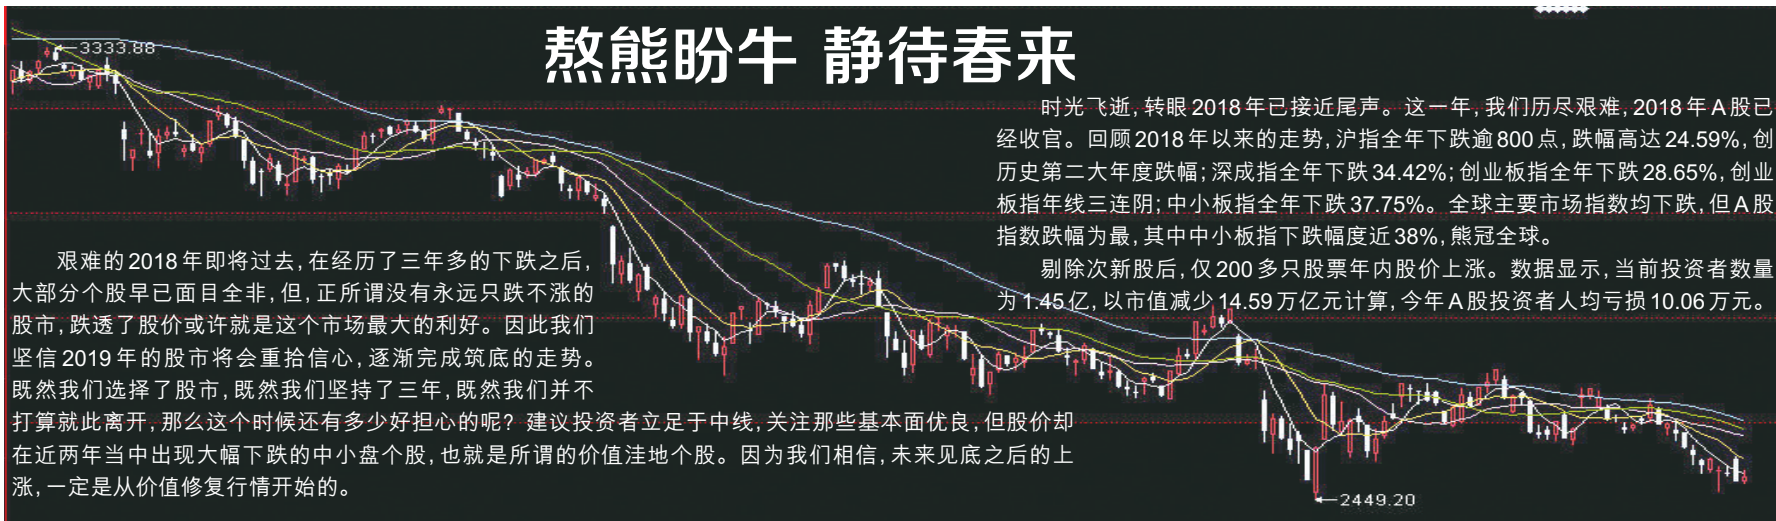 熬熊盼牛 静待春来
3333.88
时光飞逝,转眼2018年已接近尾声。这一年,我们历尽艰难,2018年A股已
经收官。回顾2018年以来的走势,沪指全年下跌逾800点,跌幅高达24.59%,创
历史第二大年度跌幅;深成指全年下跌34.42%;创业板指全年下跌28.65%,创业
板指年线三连阴;中小板指全年下跌37.75%。全球主要市场指数均下跌,但A股
指数跌幅为最,其中中小板指下跌幅度近38%,熊冠全球。
剔除次新股后,仅200多只股票年内股价上涨。数据显示,当前投资者数量
为1.45亿,以市值减少14.59万亿元计算,今年A股投资者人均亏损10.06万元。
艰难的2018年即将过去,在经历了三年多的下跌之后,
大部分个股早已面目全非,但,正所谓没有永远只跌不涨的
股市,跌透了股价或许就是这个市场最大的利好。因此我们
坚信2019年的股市将会重拾信心,逐渐完成筑底的走势。
既然我们选择了股市,既然我们坚持了三年,既然我们并不
打算就此离开,那么这个时候还有多少好担心的呢?建议投资者立足于中线,关注那些基本面优良,但股价却
在近两年当中出现大幅下跌的中小盘个股,也就是所谓的价值洼地个股。因为我们相信,未来见底之后的上
涨,一定是从价值修复行情开始的。
2449.20